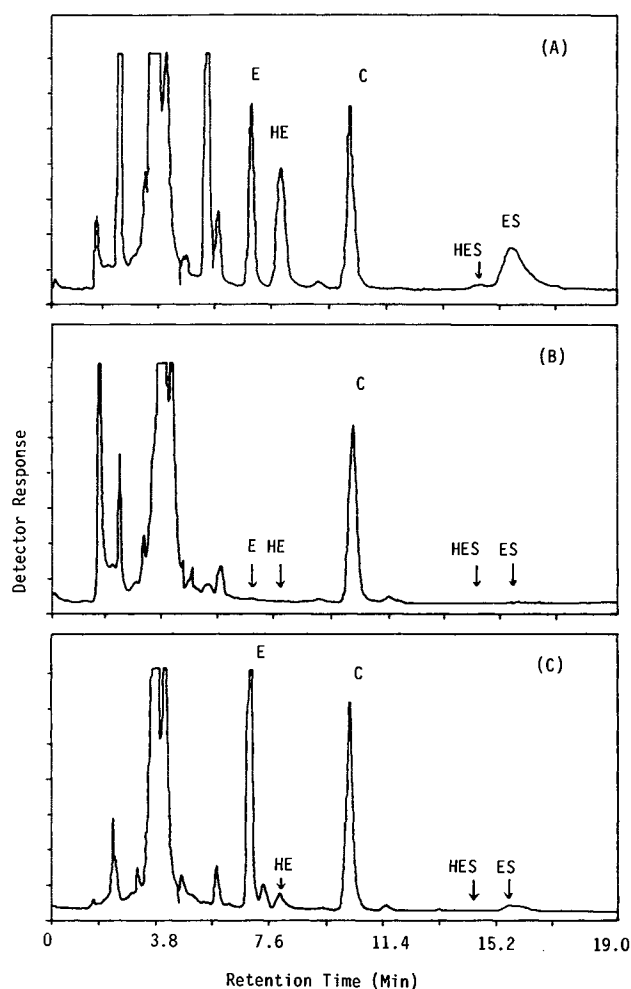 (A)
E
HE
C
HES
ES
(B)
C
E HE
HES ES
Detector Response
(C)
E
C
HE
HES ES
0 3.8 7.6 11.4 15.2 19.0
Retention Time (Min)